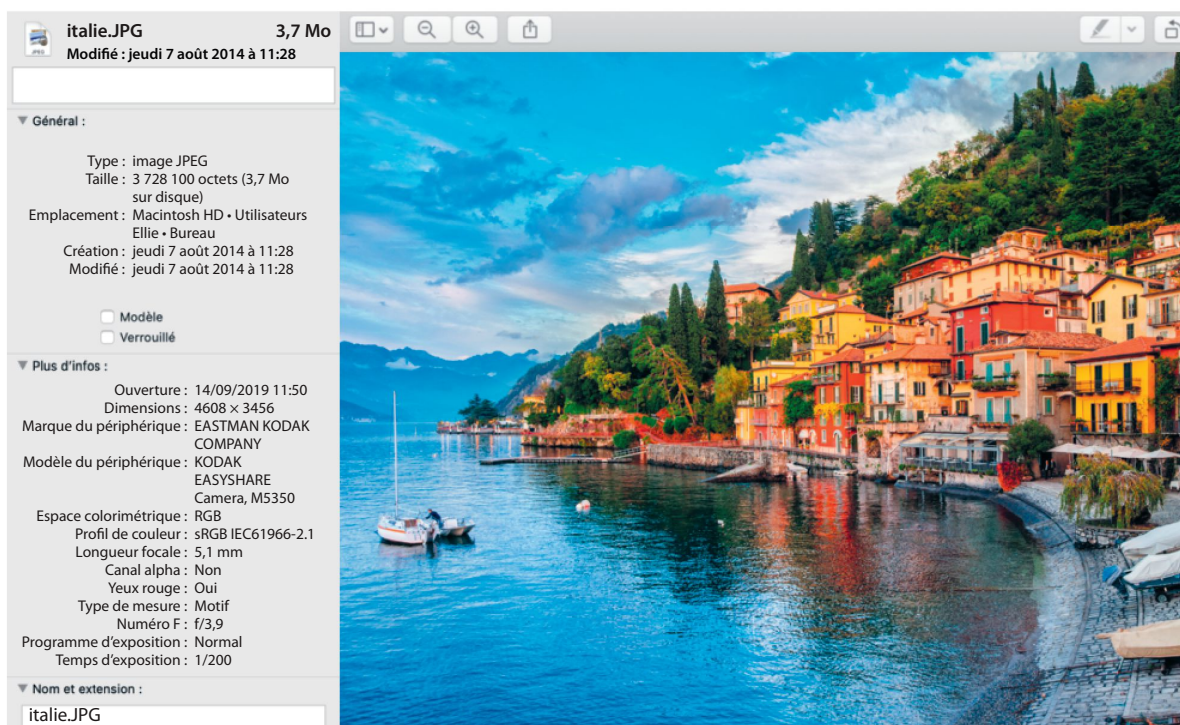 italie.JPG 3,7 Mo
Modifié : jeudi 7 août 2014 à 11:28
Général :
Type : image JPEG
Taille : 3 728 100 octets (3,7 Mo
sur disque)
Emplacement : Macintosh HD • Utilisateurs
Ellie • Bureau
Création : jeudi 7 août 2014 à 11:28
Modifié : jeudi 7 août 2014 à 11:28
Modèle
Verrouillé
Plus d'infos :
Ouverture : 14/09/2019 11:50
Dimensions : 4608 × 3456
Marque du périphérique : EASTMAN KODAK
COMPANY
Modèle du périphérique : KODAK
EASYSHARE
Camera, M5350
Espace colorimétrique : RGB
Profil de couleur : sRGB IEC61966-2.1
Longueur focale : 5,1 mm
Canal alpha : Non
Yeux rouge : Oui
Type de mesure : Motif
Numéro F : f/3,9
Programme d'exposition : Normal
Temps d'exposition : 1/200
Nom et extension :
italie.JPG